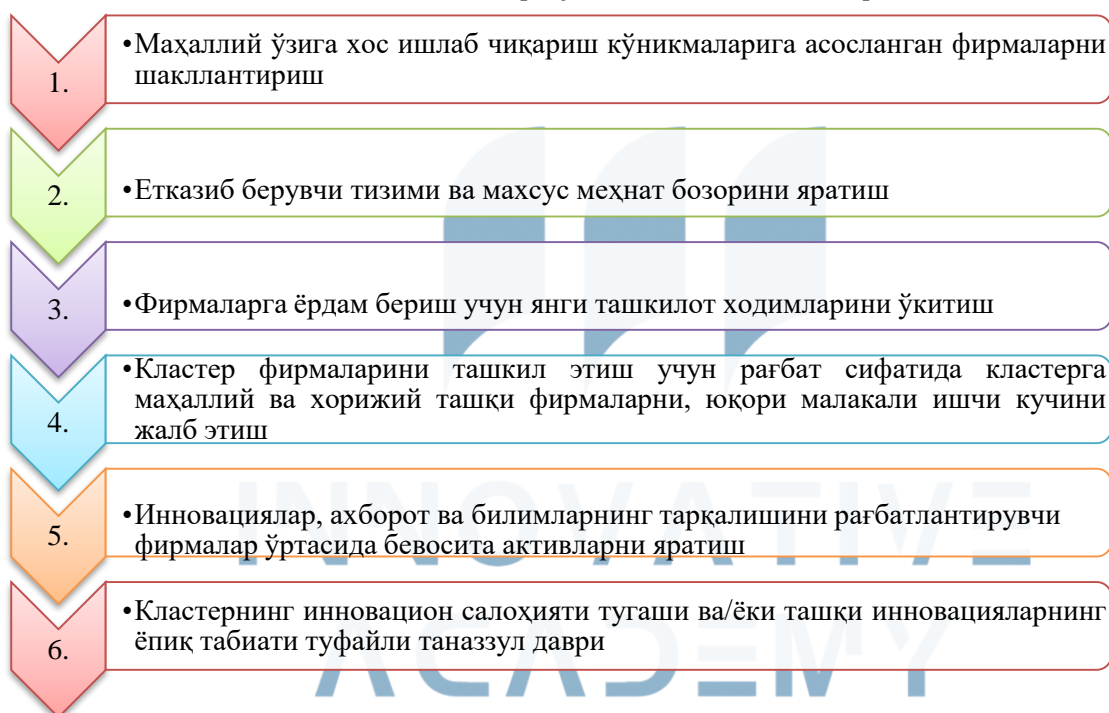 1.
•Маҳаллий ўзига хос ишлаб чиқариш кўникмаларига асосланган фирмаларни
шакллантириш
2.
•Етказиб берувчи тизими ва махсус меҳнат бозорини яратиш
3.
•Фирмаларга ёрдам бериш учун янги ташкилот ходимларини ўкитиш
4.
•Кластер фирмаларини ташкил этиш учун рағбат сифатида кластерга
маҳаллий ва хорижий ташқи фирмаларни, юқори малакали ишчи кучини
жалб этиш
5.
•Инновациялар, ахборот ва билимларнинг тарқалишини рағбатлантирувчи
фирмалар ўртасида бевосита активларни яратиш
6.
•Кластернинг инновацион салоҳияти тугаши ва/ёки ташқи инновацияларнинг
ёпиқ табиати туфайли таназзул даври
INNOVATIVE
ACADEMY